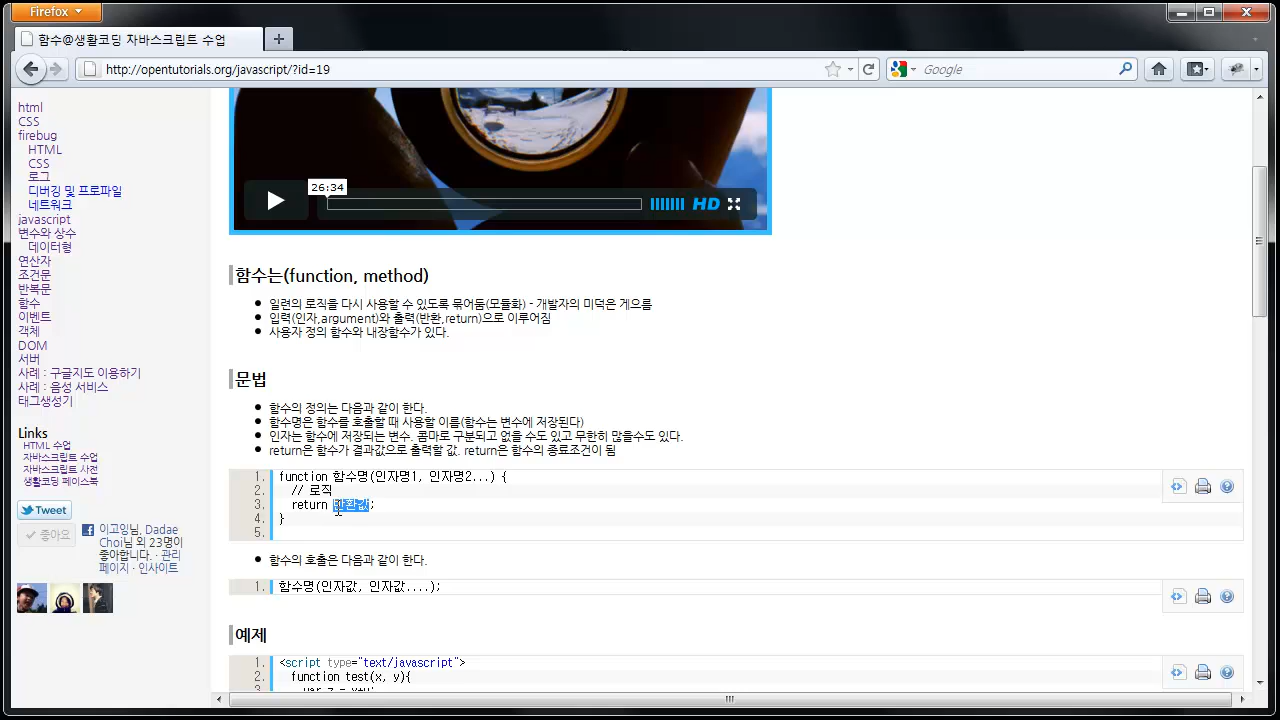 Firefox
함수@생활코딩 자바스크립트 수업
http://opentutorials.org/javascript/?id=19
Google
html
CSS
firebug
HTML
CSS
로그
디버깅 및 프로파일
네트워크
javascript
변수와 상수
데이터형
연산자
조건문
반복문
함수
이벤트
객체
DOM
서버
사례 : 구글지도 이용하기
사례 : 음성 서비스
태그생성기
Links
HTML 수업
자바스크립트 수업
자바스크립트 사전
생활코딩 페이스북
Tweet
좋아요
이고잉님, Dadae
Choi님 외 23명이
좋아합니다. · 관리
페이지 · 인사이트
26:34
HD
함수는(function, method)
일련의 로직을 다시 사용할 수 있도록 묶어둠(모듈화) - 개발자의 미덕은 게으름
입력(인자,argument)와 출력(반환,return)으로 이루어짐
사용자 정의 함수와 내장함수가 있다.
문법
함수의 정의는 다음과 같이 한다.
함수명은 함수를 호출할 때 사용할 이름(함수는 변수에 저장된다)
인자는 함수에 저장되는 변수. 콤마로 구분되고 없을 수도 있고 무한히 많을수도 있다.
return은 함수가 결과값으로 출력할 값. return은 함수의 종료조건이 됨
1. function 함수명(인자명1, 인자명2...) {
2. // 로직
3. return 반환값;
4. }
5.
함수의 호출은 다음과 같이 한다.
1. 함수명(인자값, 인자값....);
예제
1. <script type="text/javascript">
2. function test(x, y){
3. var z = x+y;